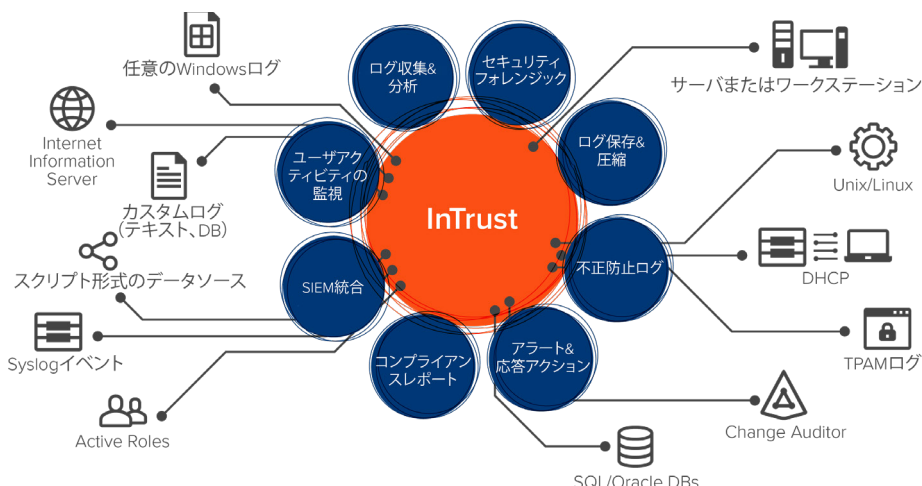 任意のWindowsログ
Internet
Information
Server
カスタムログ
(テキスト、DB)
スクリプト形式のデータソース
Syslogイベント
Active Roles
ログ収集&
分析
セキュリティ
フォレンジック
ユーザアク
ティビティの
監視
ログ保存&
圧縮
InTrust
SIEM統合
不正防止ログ
コンプライアン
スレポート
アラート&
応答アクション
サーバまたはワークステーション
Unix/Linux
DHCP
TPAMログ
Change Auditor
SQL/Oracle DBs